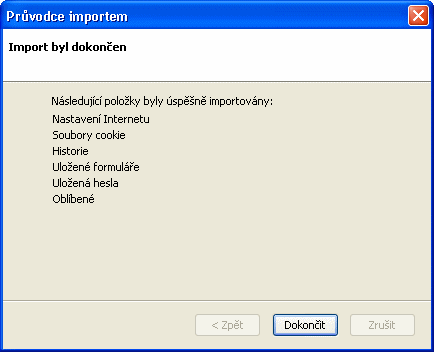 Průvodce importem
Import byl dokončen
Následující položky byly úspěšně importovány:
Nastavení Internetu
Soubory cookie
Historie
Uložené formuláře
Uložená hesla
Oblíbené
< Zpět
Dokončit
Zrušit